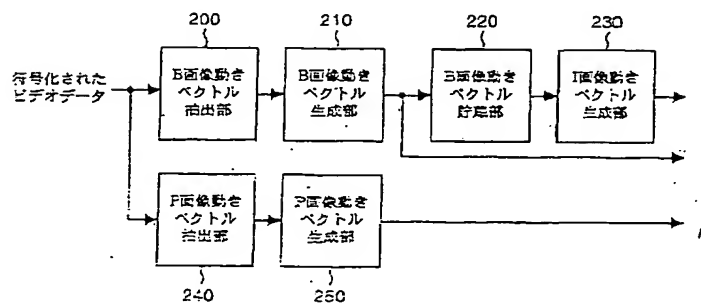 200
210
220
230
符号化された
ビデオデータ
B画像動き
ベクトル
抽出部
B画像動き
ベクトル
生成部
B画像動き
ベクトル
貯蔵部
I画像動き
ベクトル
生成部
P画像動き
ベクトル
抽出部
P画像動き
ベクトル
生成部
240
250